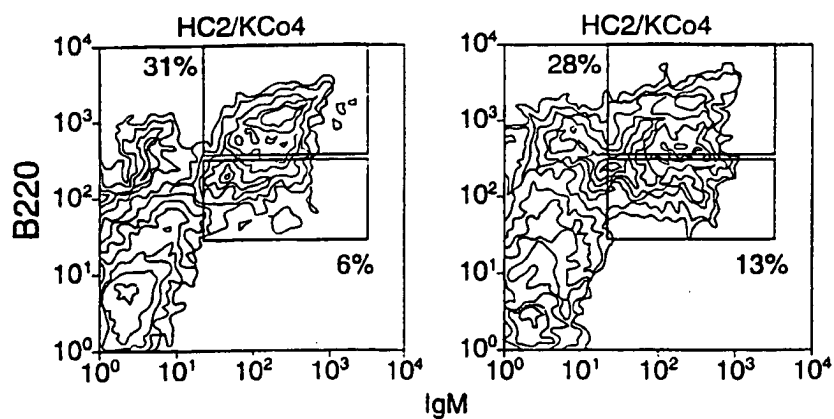 HC2/KCo4 HC2/KCo4
10⁴ 10⁴
31% 28%
10³ 10³
B220
10² 10²
10¹ 10¹
6% 13%
10⁰ 10⁰
10⁰ 10¹ 10² 10³ 10⁴ 10⁰ 10¹ 10² 10³ 10⁴
IgM